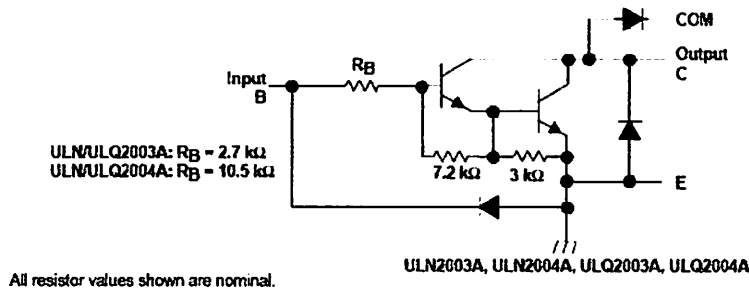 COM
Output
C
Input
B
RB
ULN/ULQ2003A: RB = 2.7 kΩ
ULN/ULQ2004A: RB = 10.5 kΩ
7.2 kΩ
3 kΩ
E
ULN2003A, ULN2004A, ULQ2003A, ULQ2004A
All resistor values shown are nominal.